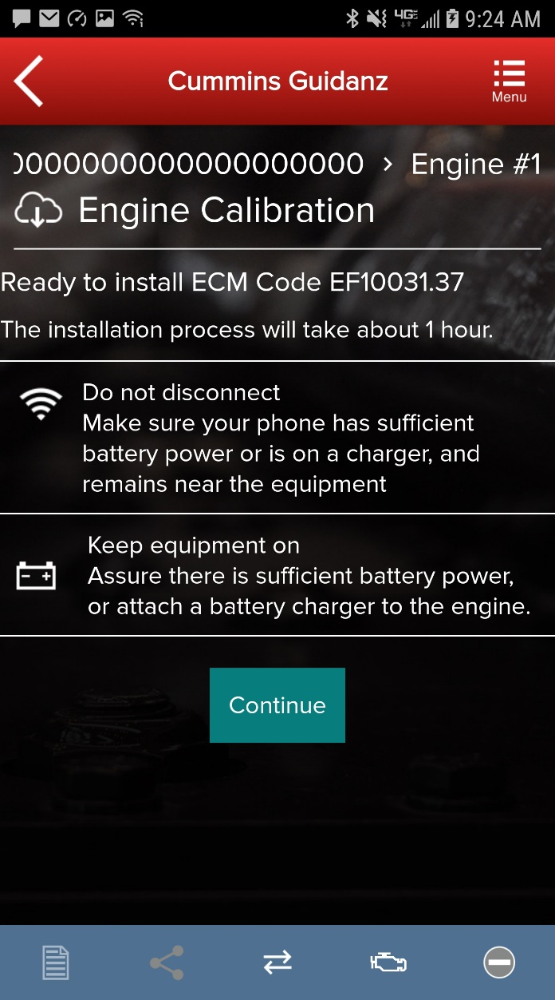 4GE 9:24 AM
Cummins Guidanz
Menu
0000000000000000000 > Engine #1
Engine Calibration
Ready to install ECM Code EF10031.37
The installation process will take about 1 hour.
Do not disconnect
Make sure your phone has sufficient
battery power or is on a charger, and
remains near the equipment
Keep equipment on
Assure there is sufficient battery power,
or attach a battery charger to the engine.
Continue